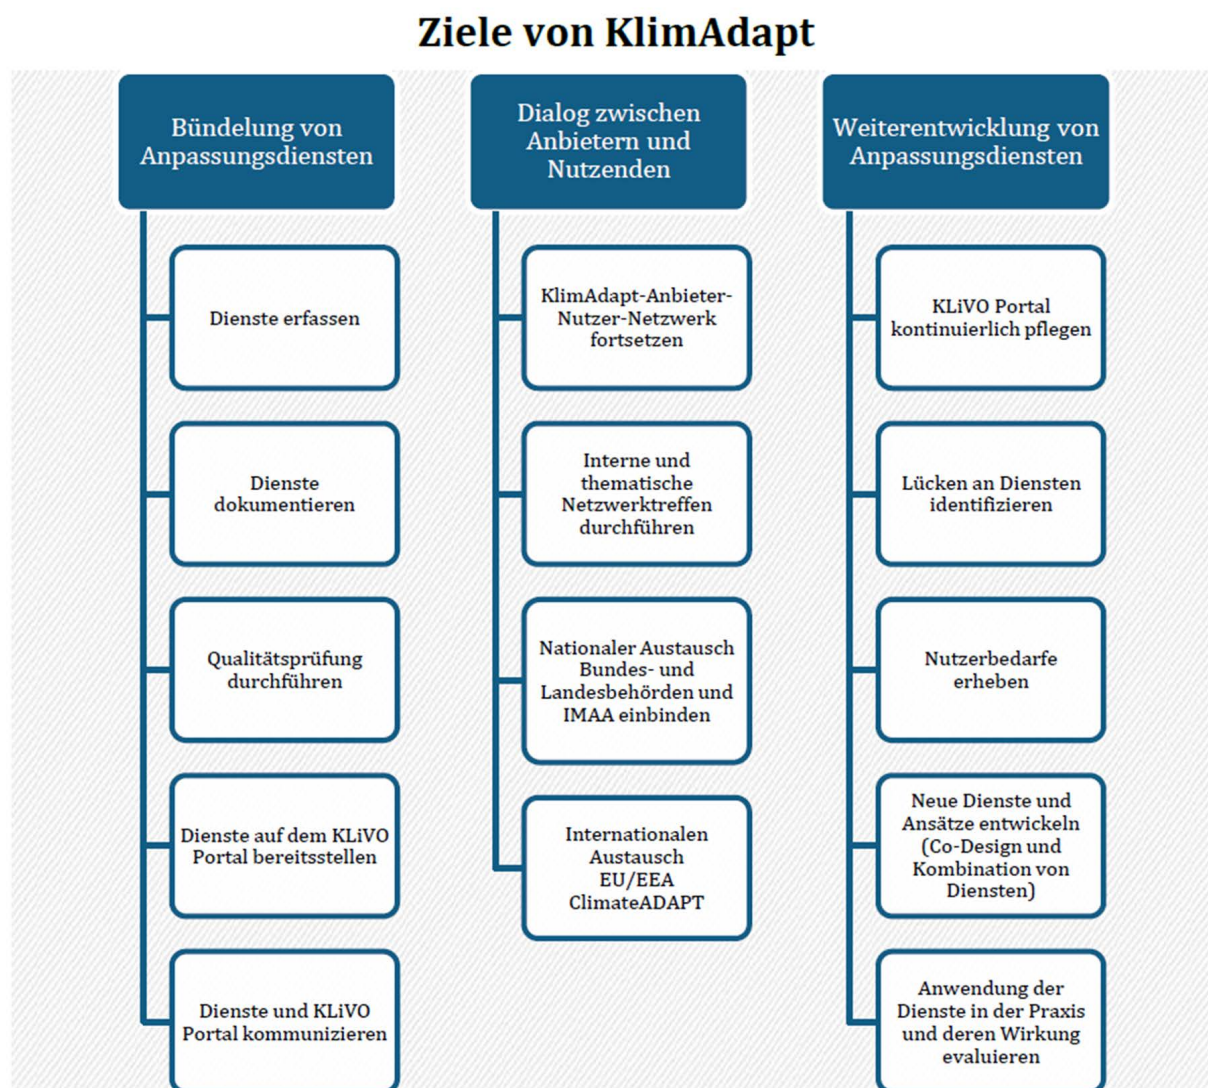 Ziele von KlimAdapt
Bündelung von
Anpassungsdiensten
Dienste erfassen
Dienste
dokumentieren
Qualitätsprüfung
durchführen
Dienste auf dem KLiVO
Portal bereitsstellen
Dienste und KLiVO
Portal kommunizieren
Dialog zwischen
Anbietern und
Nutzenden
KlimAdapt-Anbieter-
Nutzer-Netzwerk
fortsetzen
Interne und
thematische
Netzwerktreffen
durchführen
Nationaler Austausch
Bundes- und
Landesbehörden und
IMAA einbinden
Internationalen
Austausch
EU/EEA
ClimateADAPT
Weiterentwicklung von
Anpassungsdiensten
KLiVO Portal
kontinuierlich pflegen
Lücken an Diensten
identifizieren
Nutzerbedarfe
erheben
Neue Dienste und
Ansätze entwickeln
(Co-Design und
Kombination von
Diensten)
Anwendung der
Dienste in der Praxis
und deren Wirkung
evaluieren